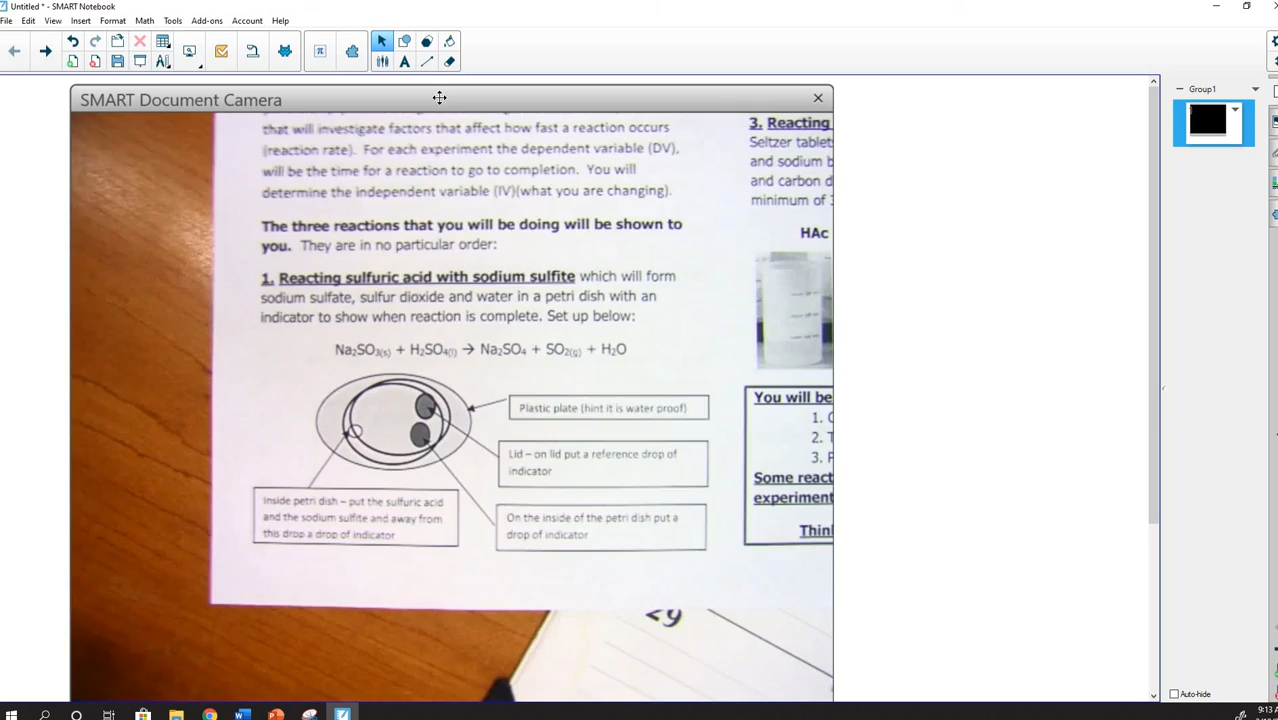 Untitled * - SMART Notebook
File Edit View Insert Format Math Tools Add-ons Account Help
SMART Document Camera
Group1
that will investigate factors that affect how fast a reaction occurs
(reaction rate). For each experiment the dependent variable (DV),
will be the time for a reaction to go to completion. You will
determine the independent variable (IV)(what you are changing).
The three reactions that you will be doing will be shown to
you. They are in no particular order:
1. Reacting sulfuric acid with sodium sulfite which will form
sodium sulfate, sulfur dioxide and water in a petri dish with an
indicator to show when reaction is complete. Set up below:
Na₂SO₃(s) + H₂SO₄(l) → Na₂SO₄ + SO₂(g) + H₂O
Plastic plate (hint it is water proof)
Lid – on lid put a reference drop of
indicator
Inside petri dish – put the sulfuric acid
and the sodium sulfite and away from
this drop a drop of indicator
On the inside of the petri dish put a
drop of indicator
3. Reacting
Seltzer tablet
and sodium b
and carbon d
minimum of
HAc
You will be
1.
2.
3.
Some react
experiment
Thin
29
Auto-hide
9:13 A